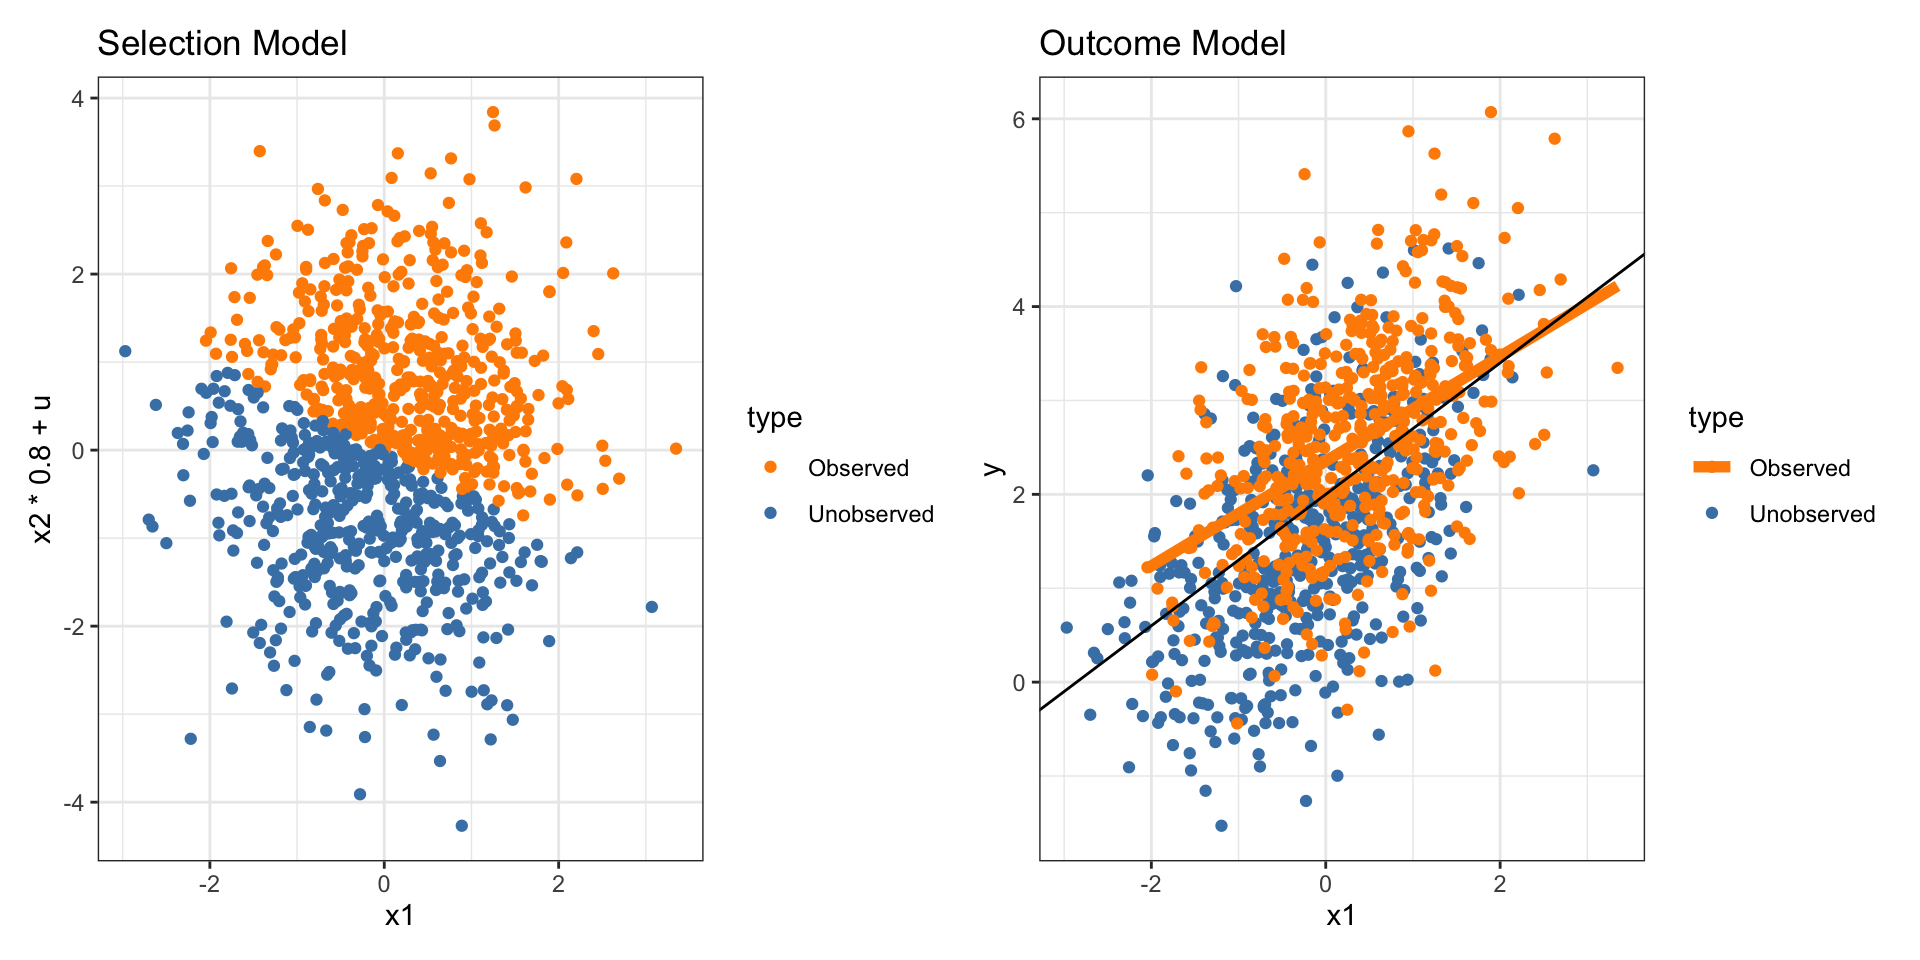 Selection Model
4
2
0
-2
-4
x2 * 0.8 + u
-2
0
2
x1
type
Observed
Unobserved
Outcome Model
6
4
2
0
y
-2
0
2
x1
type
Observed
Unobserved